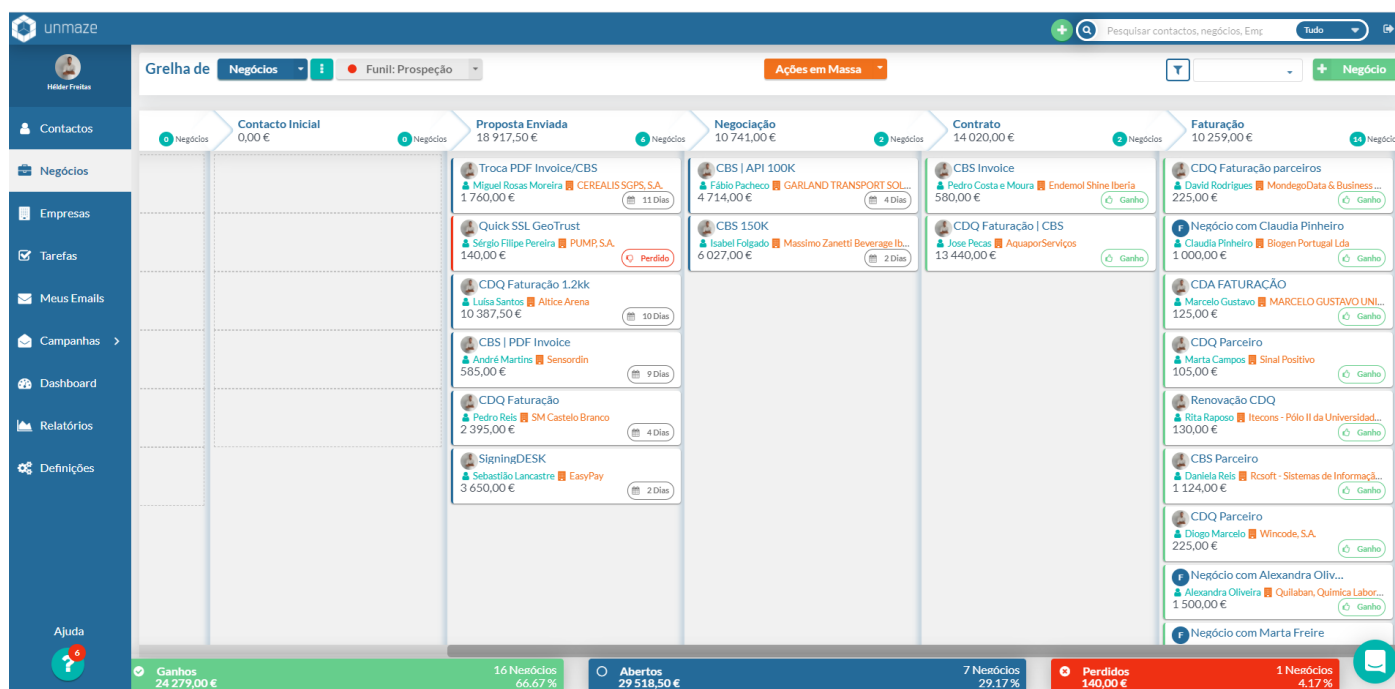 unmaze
Pesquisar contactos, negócios, Emp
Tudo
Hélder Freitas
Contactos
Negócios
Empresas
Tarefas
Meus Emails
Campanhas
Dashboard
Relatórios
Definições
Ajuda
6
Grelha de Negócios
Funil: Prospeção
Ações em Massa
Negócio
0 Negócios
Contacto Inicial
0,00 €
0 Negócios
Proposta Enviada
18 917,50 €
6 Negócios
Troca PDF Invoice/CBS
Miguel Rosas Moreira CEREALIS SGPS, S.A.
1 760,00 €
11 Dias
Quick SSL GeoTrust
Sérgio Filipe Pereira PUMP, S.A.
140,00 €
Perdido
CDQ Faturação 1.2kk
Luísa Santos Altice Arena
10 387,50 €
10 Dias
CBS | PDF Invoice
André Martins Sensordin
585,00 €
9 Dias
CDQ Faturação
Pedro Reis SM Castelo Branco
2 395,00 €
4 Dias
SigningDESK
Sebastião Lancastre EasyPay
3 650,00 €
2 Dias
Negociação
10 741,00 €
2 Negócios
CBS | API 100K
Fábio Pacheco GARLAND TRANSPORT SOL...
4 714,00 €
4 Dias
CBS 150K
Isabel Folgado Massimo Zanetti Beverage Ib...
6 027,00 €
2 Dias
Contrato
14 020,00 €
2 Negócios
CBS Invoice
Pedro Costa e Moura Endemol Shine Iberia
580,00 €
Ganho
CDQ Faturação | CBS
Jose Pecas AquaporServiços
13 440,00 €
Ganho
Faturação
10 259,00 €
14 Negócio
CDQ Faturação parceiros
David Rodrigues MondegoData & Business ...
225,00 €
Ganho
F Negócio com Claudia Pinheiro
Claudia Pinheiro Biogen Portugal Lda
1 000,00 €
Ganho
CDA FATURAÇÃO
Marcelo Gustavo MARCELO GUSTAVO UNI...
125,00 €
Ganho
CDQ Parceiro
Marta Campos Sinal Positivo
105,00 €
Ganho
Renovação CDQ
Rita Raposo Itecons - Pólo II da Universidad...
130,00 €
Ganho
CBS Parceiro
Daniela Reis Rcsoft - Sistemas de Informaçã...
1 124,00 €
Ganho
CDQ Parceiro
Diogo Marcelo Wincode, S.A.
225,00 €
Ganho
F Negócio com Alexandra Oliv...
Alexandra Oliveira Quilaban, Quimica Labor...
1 500,00 €
Ganho
F Negócio com Marta Freire
Ganhos
24 279,00 €
16 Negócios
66.67 %
Abertos
29 518,50 €
7 Negócios
29.17 %
Perdidos
140,00 €
1 Negócios
4.17 %